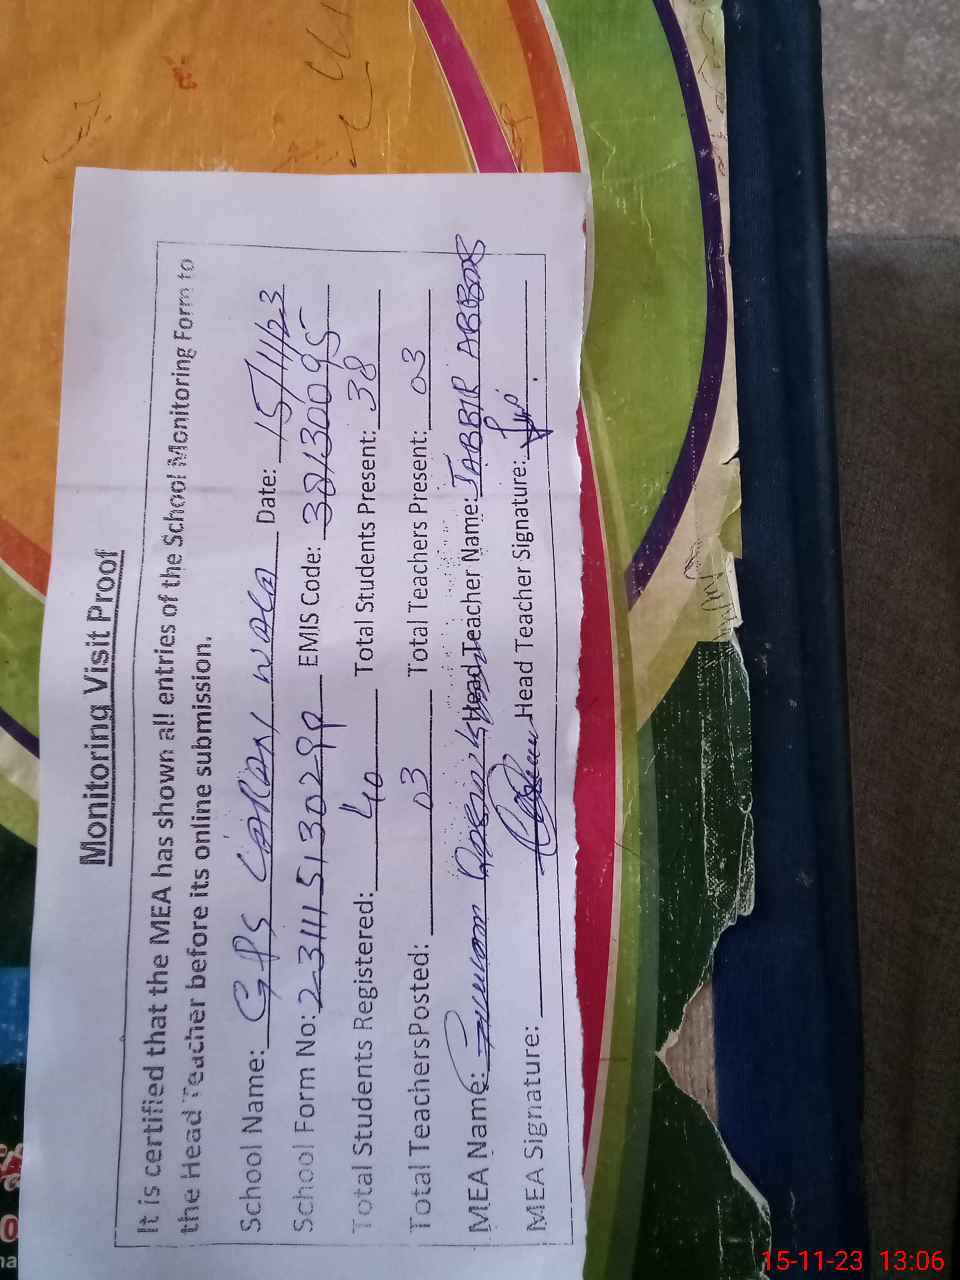 Monitoring Visit Proof
It is certified that the MEA has shown all entries of the School Monitoring Form to
the Head Teacher before its online submission.
School Name: GPS wala Date: 15/11/23
School Form No: EMIS Code: 38130095
Total Students Registered: 40 Total Students Present: 38
Total TeachersPosted: 03 Total Teachers Present: 03
MEA Name: Head Teacher Name: JABBIR ABBAS
MEA Signature: Head Teacher Signature:
15-11-23 13:06